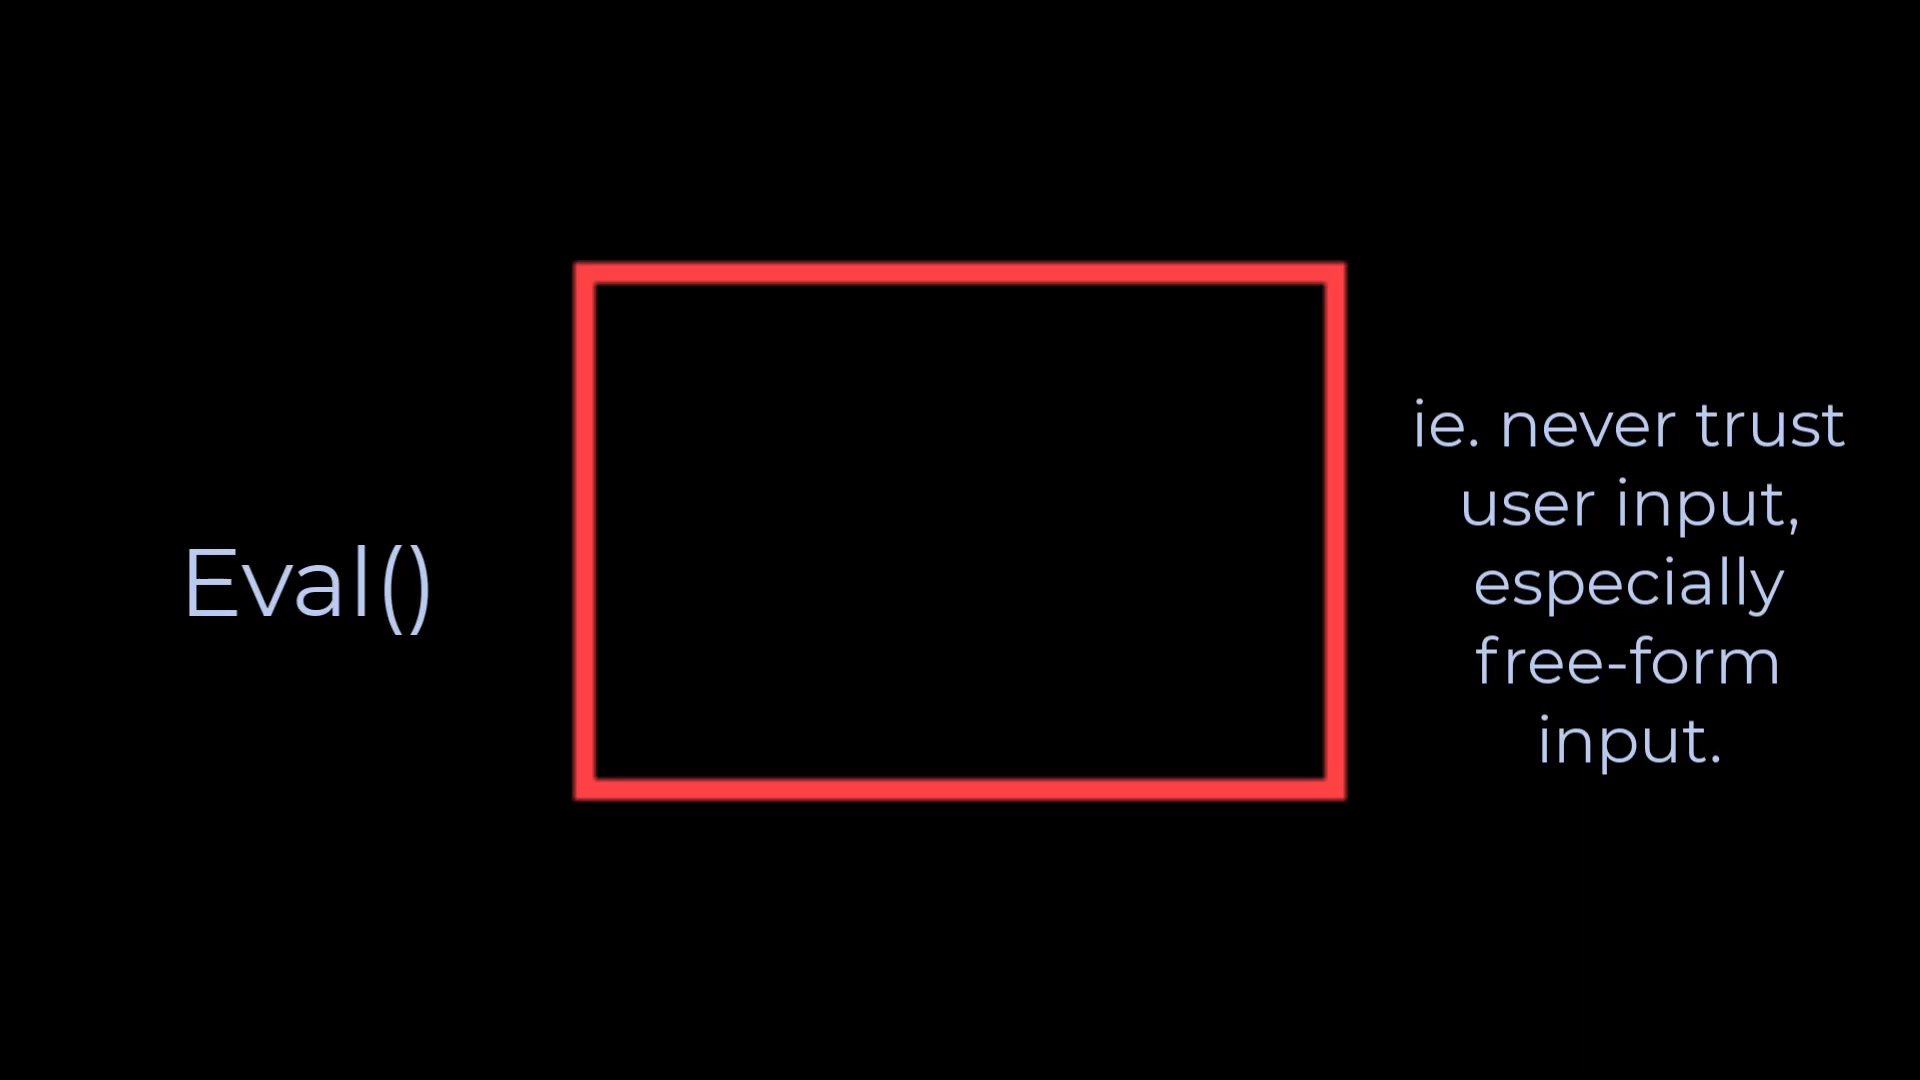 Eval()
ie. never trust
user input,
especially
free-form
input.